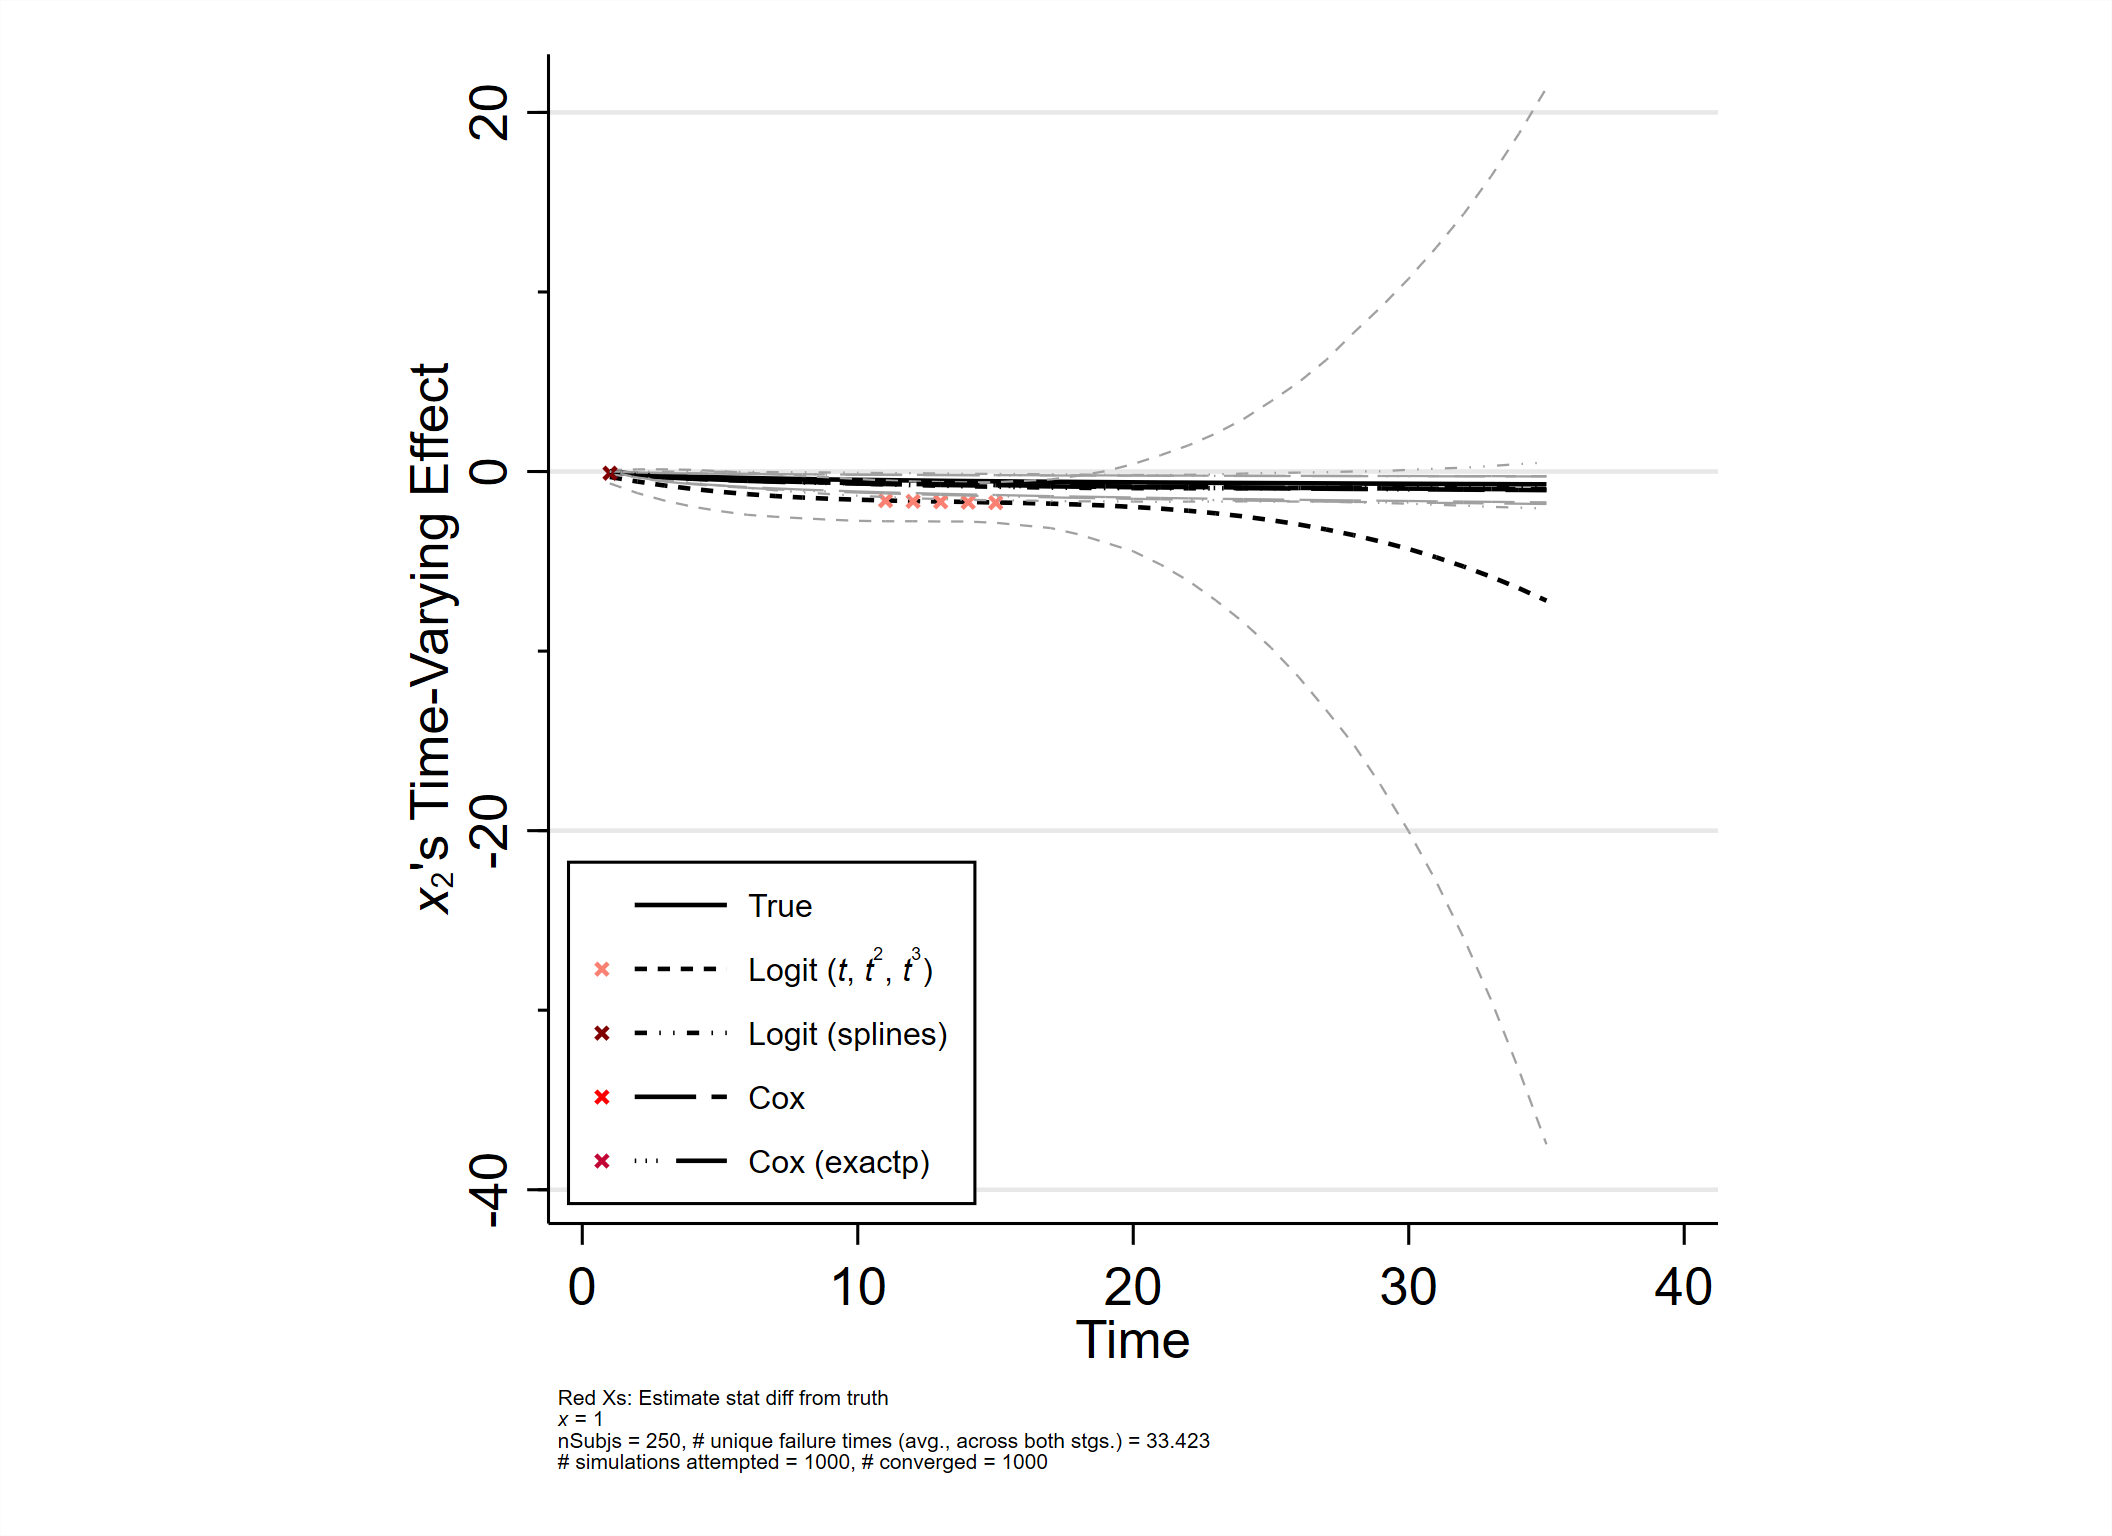 x₂'s Time-Varying Effect
20
0
-20
-40
True
Logit (t, t², t³)
Logit (splines)
Cox
Cox (exactp)
0 10 20 30 40
Time
Red Xs: Estimate stat diff from truth
x = 1
nSubjs = 250, # unique failure times (avg., across both stgs.) = 33.423
# simulations attempted = 1000, # converged = 1000